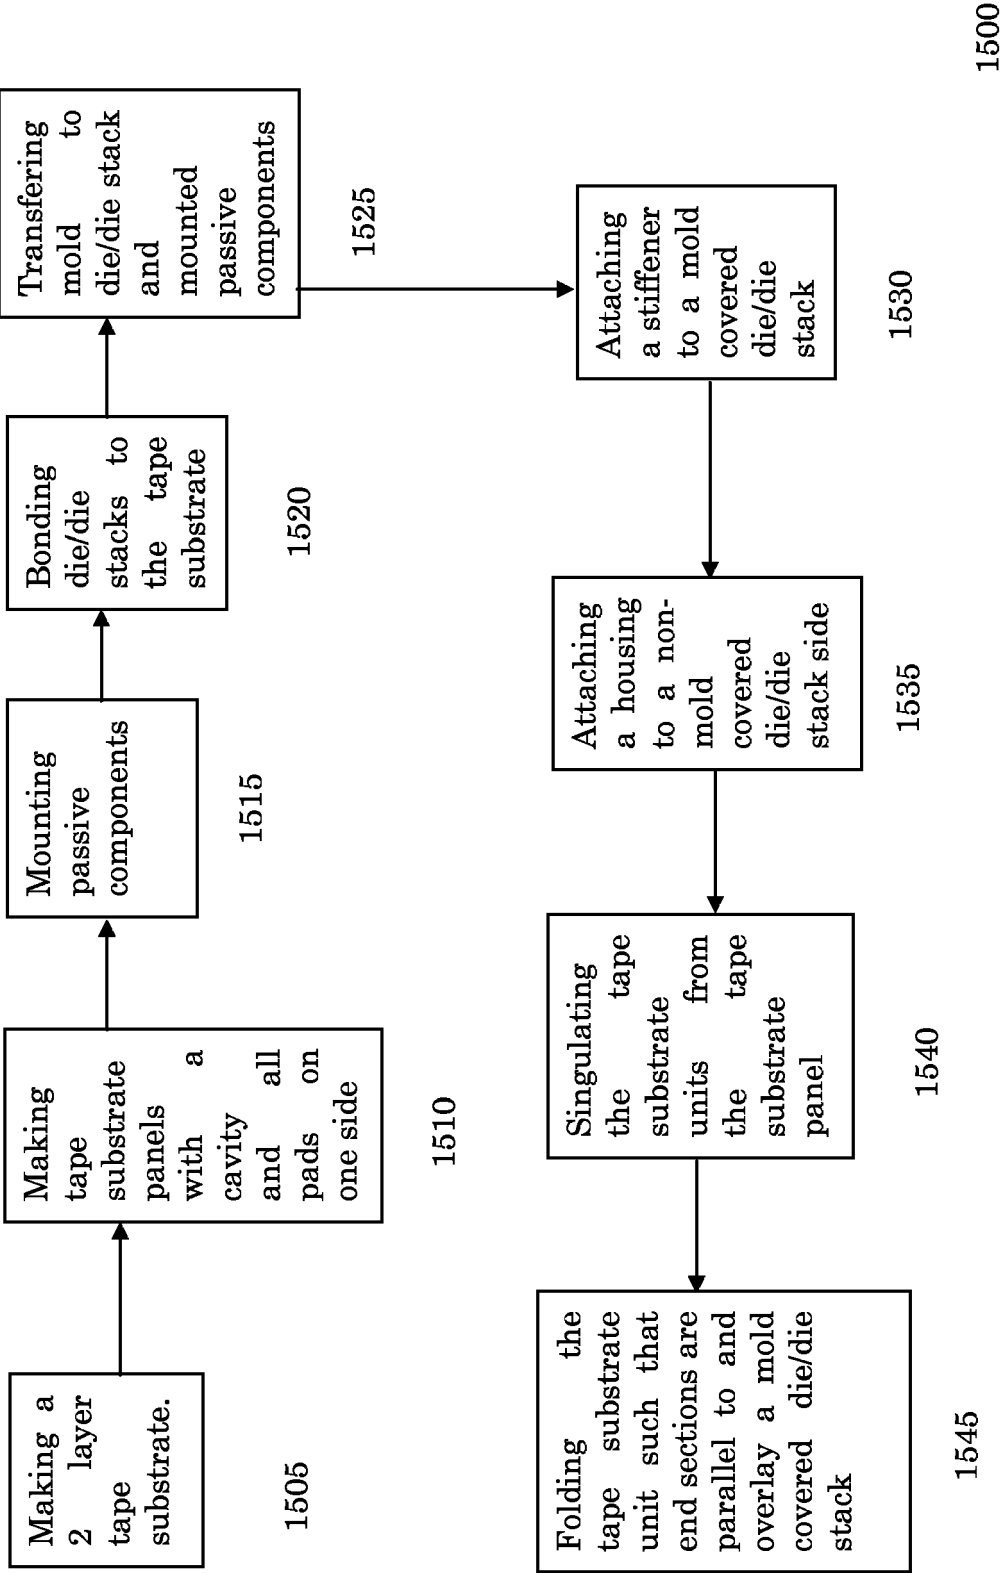 Making a
2 layer
tape
substrate.
1505
Making
tape
substrate
panels
with a
cavity
and all
pads on
one side
1510
Mounting
passive
components
1515
Bonding
die/die
stacks to
the tape
substrate
1520
Transfering
mold to
die/die stack
and
mounted
passive
components
1525
Attaching
a stiffener
to a mold
covered
die/die
stack
1530
Attaching
a housing
to a non-
mold
covered
die/die
stack side
1535
Singulating
the tape
substrate
units from
the tape
substrate
panel
1540
Folding the
tape substrate
unit such that
end sections are
parallel to and
overlay a mold
covered die/die
stack
1545
1500